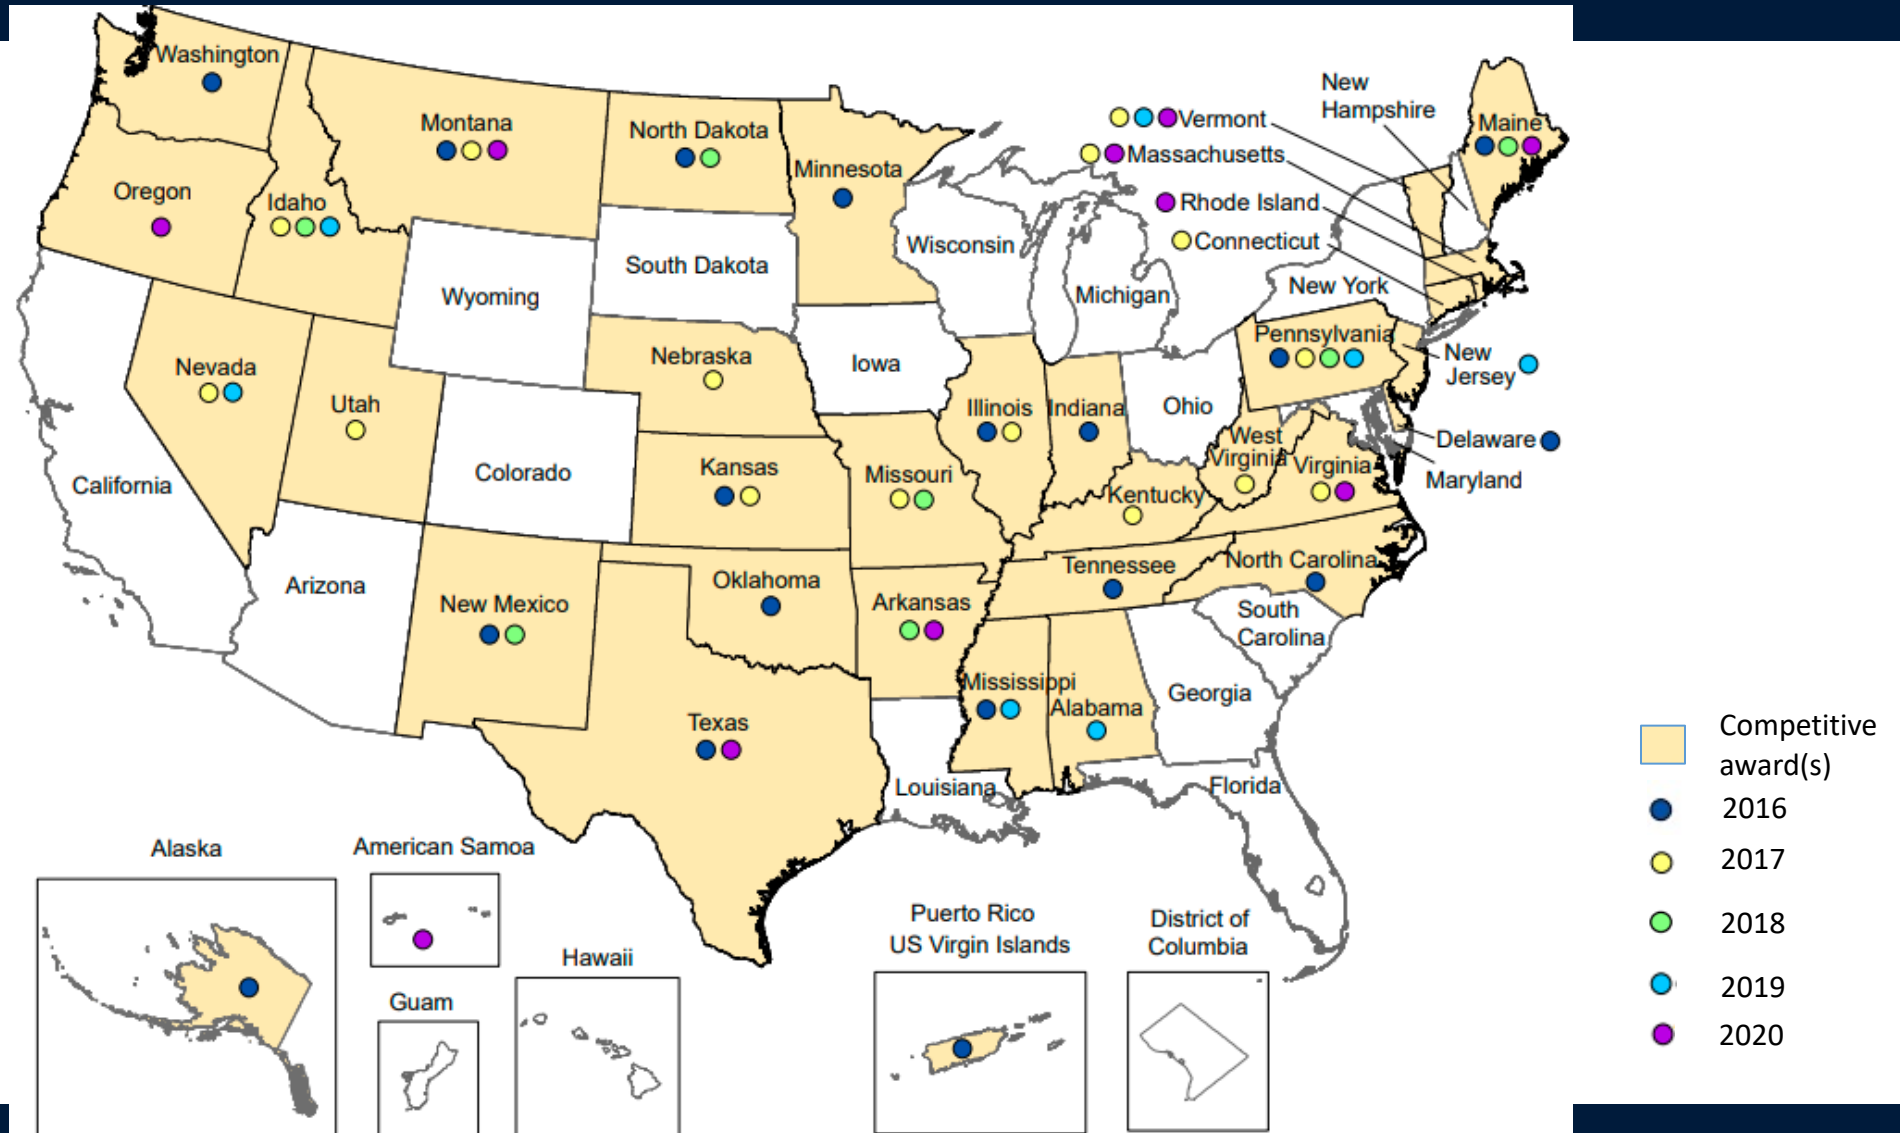 Washington
Montana
North Dakota
Minnesota
Oregon
Idaho
Wyoming
South Dakota
Wisconsin
Michigan
Vermont
Massachusetts
Rhode Island
Connecticut
New
Hampshire
Maine
New York
Pennsylvania
New
Jersey
Delaware
Maryland
Nevada
Utah
California
Colorado
Nebraska
Iowa
Kansas
Missouri
Illinois
Indiana
Ohio
West
Virginia
Virginia
Kentucky
Tennessee
North Carolina
South
Carolina
Arizona
New Mexico
Oklahoma
Arkansas
Texas
Mississippi
Alabama
Georgia
Louisiana
Florida
Alaska
American Samoa
Guam
Hawaii
Puerto Rico
US Virgin Islands
District of
Columbia
Competitive
award(s)
2016
2017
2018
2019
2020